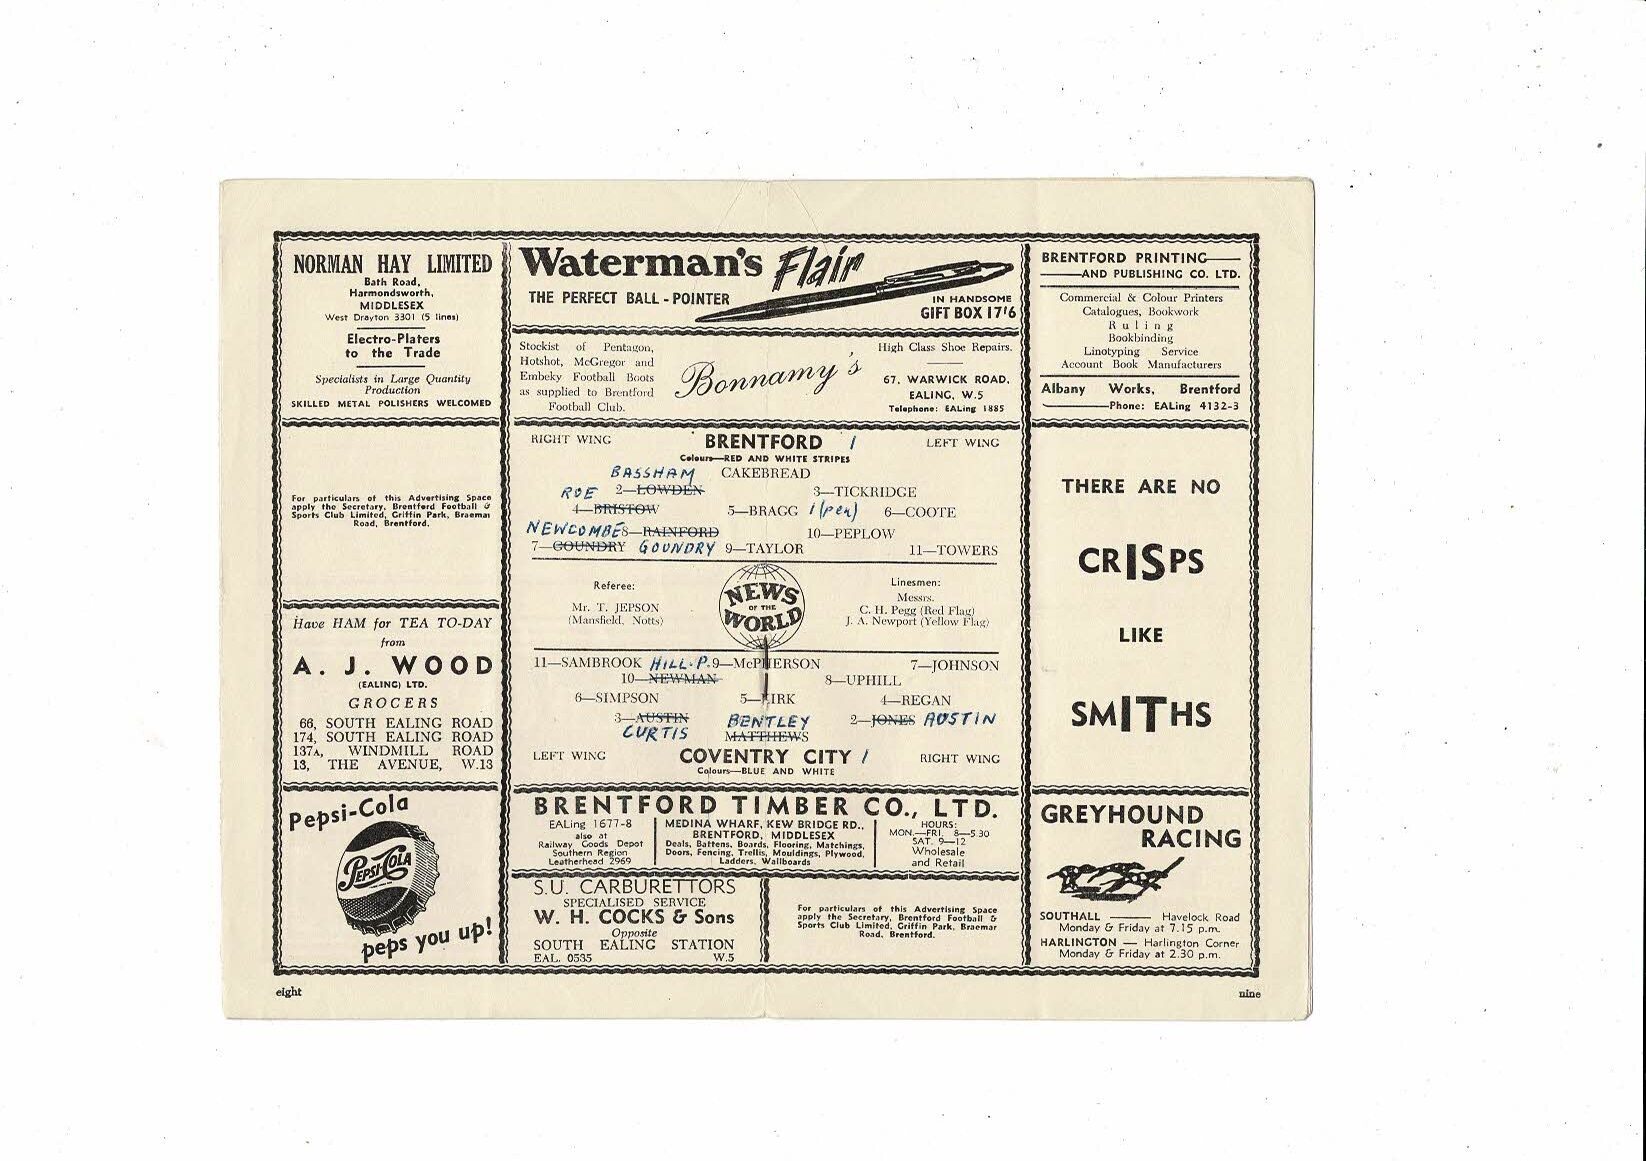 NORMAN HAY LIMITED
Bath Road,
Harmondsworth,
MIDDLESEX
West Drayton 3301 (5 lines)
Electro-Platers
to the Trade
Specialists in Large Quantity
Production
SKILLED METAL POLISHERS WELCOMED
For particulars of this Advertising Space
apply the Secretary, Brentford Football &
Sports Club Limited, Griffin Park, Braemar
Road, Brentford.
Have HAM for TEA TO-DAY
from
A. J. WOOD
(EALING) LTD.
GROCERS
66, SOUTH EALING ROAD
174, SOUTH EALING ROAD
137A, WINDMILL ROAD
13, THE AVENUE, W.13
Pepsi-Cola
PEPSI-COLA
peps you up!
Waterman's Flair
THE PERFECT BALL-POINTER
IN HANDSOME
GIFT BOX 17'6
Stockist of Pentagon,
Hotshot, McGregor and
Embeky Football Boots
as supplied to Brentford
Football Club.
Bonnamy's
High Class Shoe Repairs.
67, WARWICK ROAD,
EALING, W.5
Telephone: EALing 1885
RIGHT WING BRENTFORD 1 LEFT WING
Colours—RED AND WHITE STRIPES
BASSHAM CAKEBREAD
ROE 2—LOWDEN 3—TICKRIDGE
4—BRISTOW 5—BRAGG 1 (pen) 6—COOTE
NEWCOMBE 8—RAINFORD 10—PEPLOW
7—GOUNDRY GOUNDRY 9—TAYLOR 11—TOWERS
Referee:
Mr. T. JEPSON
(Mansfield, Notts)
NEWS
OF THE
WORLD
Linesmen:
Messrs.
C. H. Pegg (Red Flag)
J. A. Newport (Yellow Flag)
11—SAMBROOK HILL. P. 9—McPHERSON 7—JOHNSON
10—NEWMAN 8—UPHILL
6—SIMPSON 5—KIRK 4—REGAN
3—AUSTIN BENTLEY 2—JONES AUSTIN
CURTIS MATTHEWS
LEFT WING COVENTRY CITY 1 RIGHT WING
Colours—BLUE AND WHITE
BRENTFORD TIMBER CO., LTD.
EALing 1677-8
also at
Railway Goods Depot
Southern Region
Leatherhead 2969
MEDINA WHARF, KEW BRIDGE RD.,
BRENTFORD, MIDDLESEX
Deals, Battens, Boards, Flooring, Matchings,
Doors, Fencing, Trellis, Mouldings, Plywood,
Ladders, Wallboards
HOURS:
MON.—FRI. 8—5.30
SAT. 9—12
Wholesale
and Retail
S.U. CARBURETTORS
SPECIALISED SERVICE
W. H. COCKS & Sons
Opposite
SOUTH EALING STATION
EAL. 0535 W.5
For particulars of this Advertising Space
apply the Secretary, Brentford Football &
Sports Club Limited, Griffin Park, Braemar
Road, Brentford.
BRENTFORD PRINTING
AND PUBLISHING CO. LTD.
Commercial & Colour Printers
Catalogues, Bookwork
Ruling
Bookbinding
Linotyping Service
Account Book Manufacturers
Albany Works, Brentford
Phone: EALing 4132-3
THERE ARE NO
CRISPS
LIKE
SMITHS
GREYHOUND
RACING
SOUTHALL — Havelock Road
Monday & Friday at 7.15 p.m.
HARLINGTON — Harlington Corner
Monday & Friday at 2.30 p.m.
eight
nine